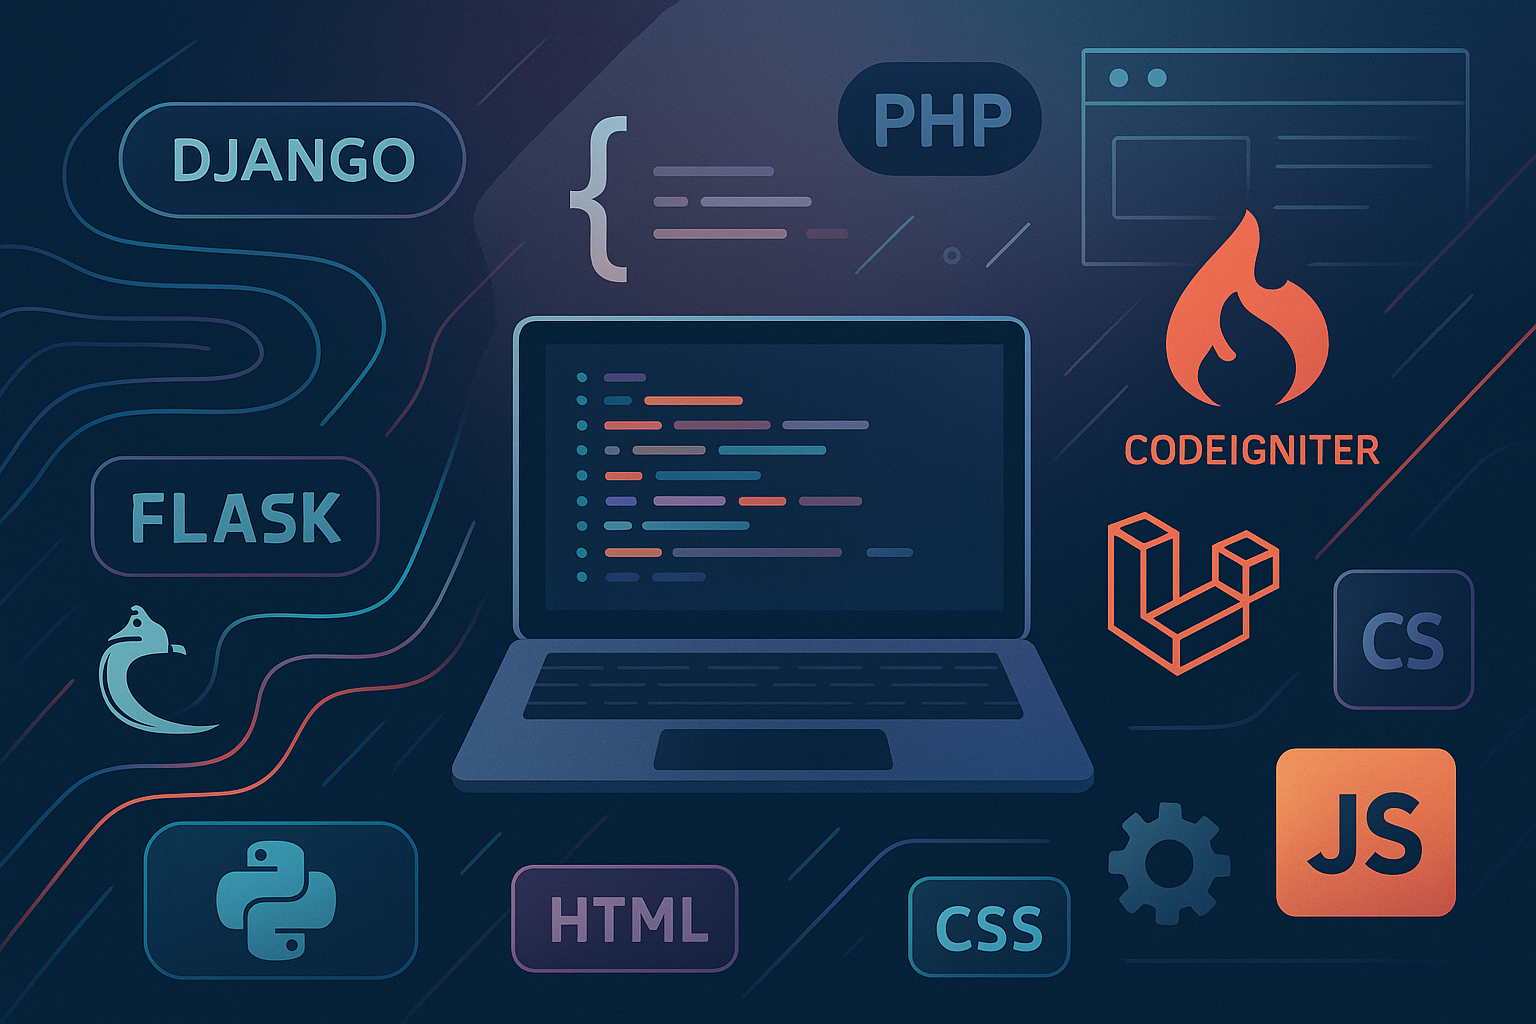 DJANGO
{
PHP
CODEIGNITER
FLASK
CS
JS
HTML
CSS